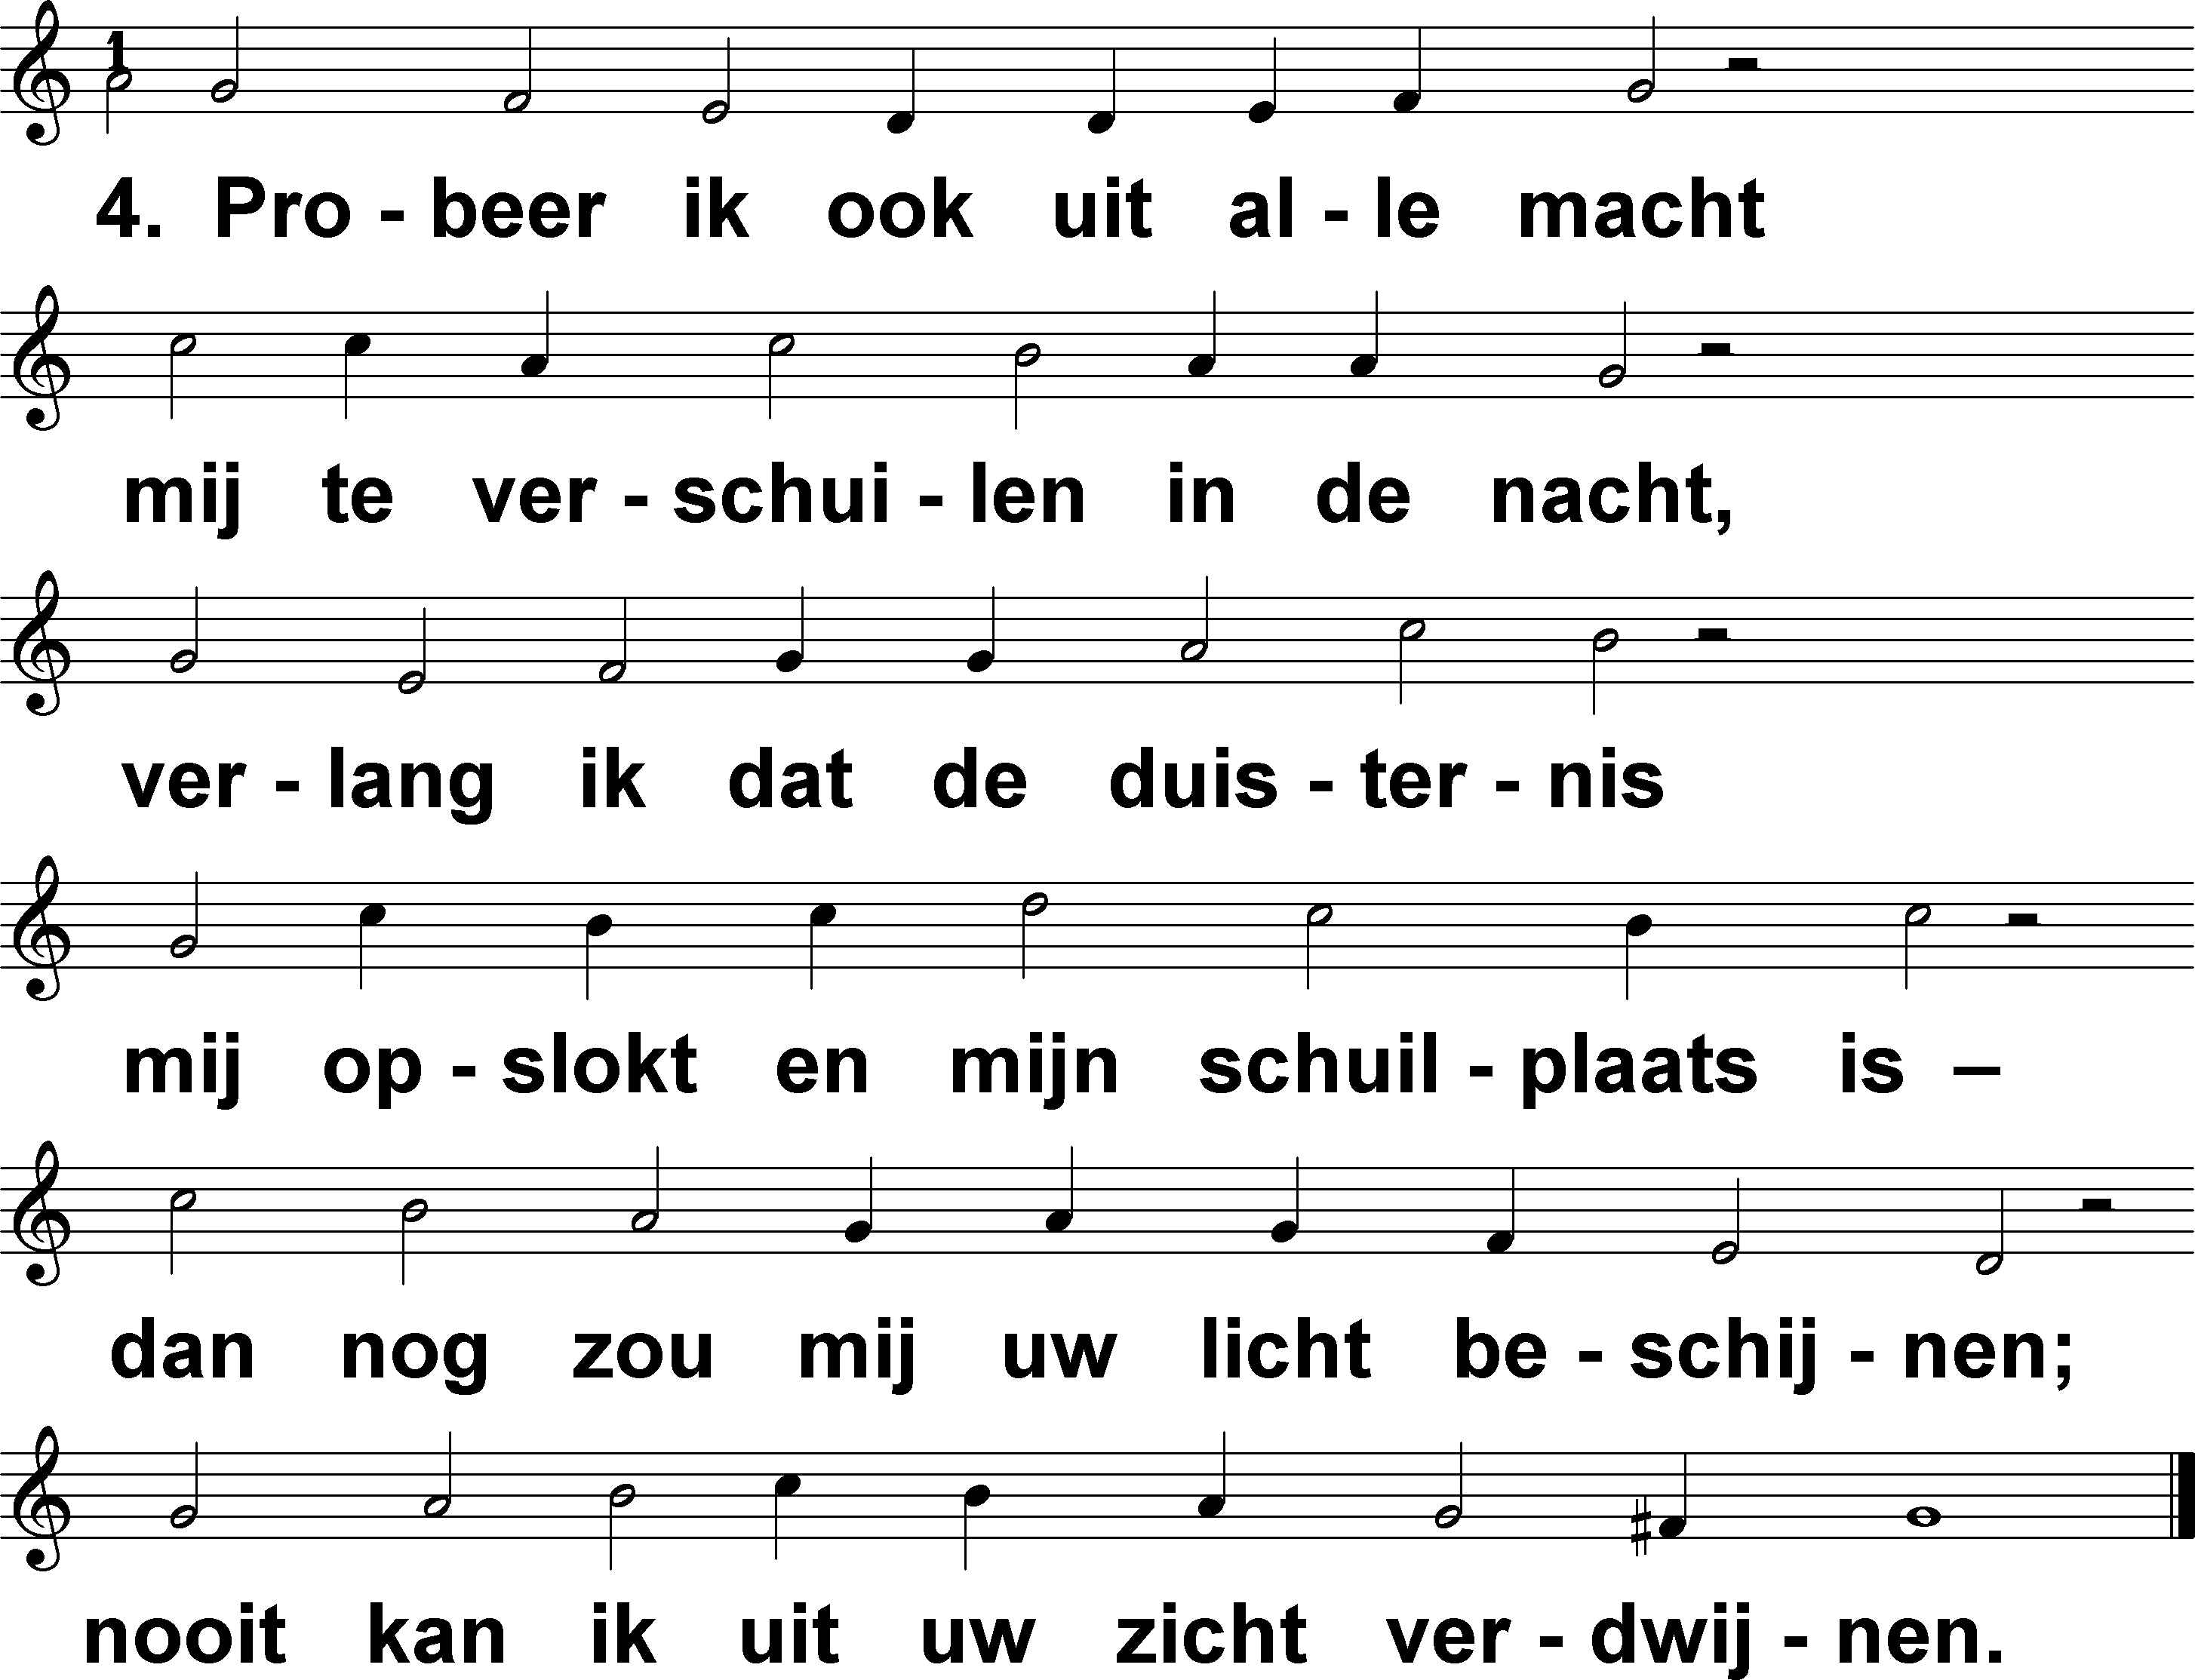 1
4. Pro - beer ik ook uit al - le macht
mij te ver - schui - len in de nacht,
ver - lang ik dat de duis - ter - nis
mij op - slokt en mijn schuil - plaats is –
dan nog zou mij uw licht be - schij - nen;
nooit kan ik uit uw zicht ver - dwij - nen.